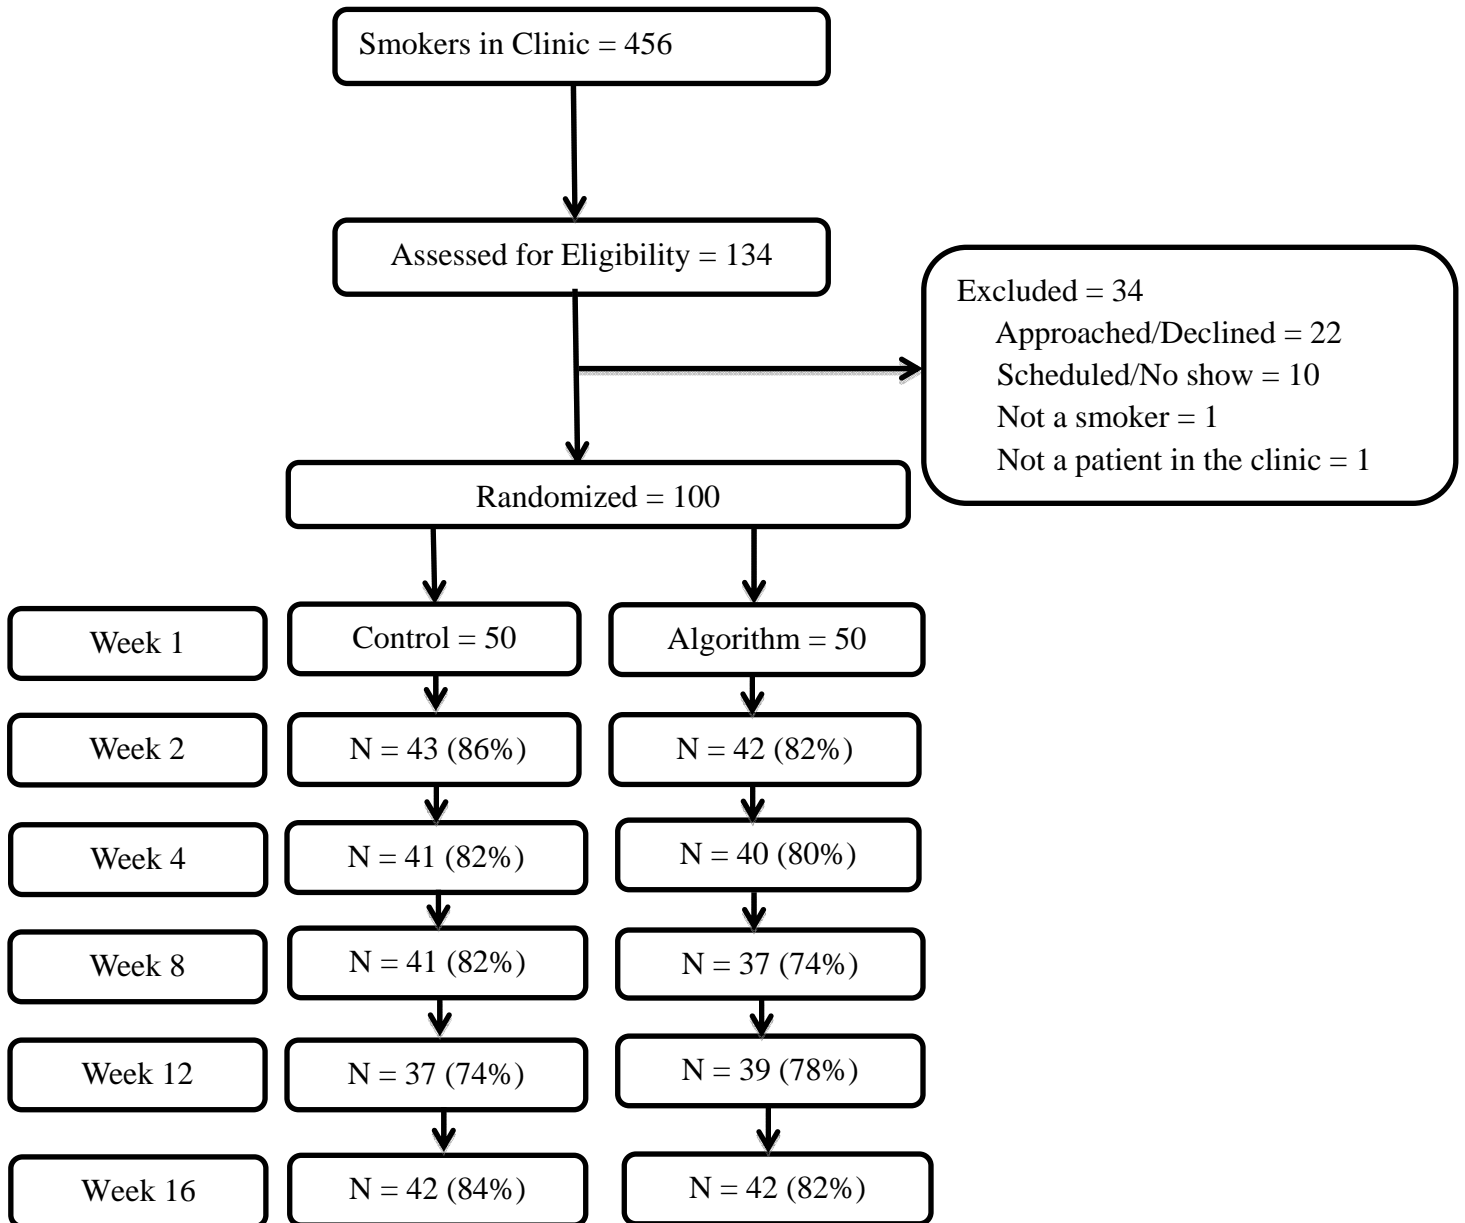 Smokers in Clinic = 456
Assessed for Eligibility = 134
Excluded = 34
Approached/Declined = 22
Scheduled/No show = 10
Not a smoker = 1
Not a patient in the clinic = 1
Randomized = 100
Week 1
Control = 50
Algorithm = 50
Week 2
N = 43 (86%)
N = 42 (82%)
Week 4
N = 41 (82%)
N = 40 (80%)
Week 8
N = 41 (82%)
N = 37 (74%)
Week 12
N = 37 (74%)
N = 39 (78%)
Week 16
N = 42 (84%)
N = 42 (82%)